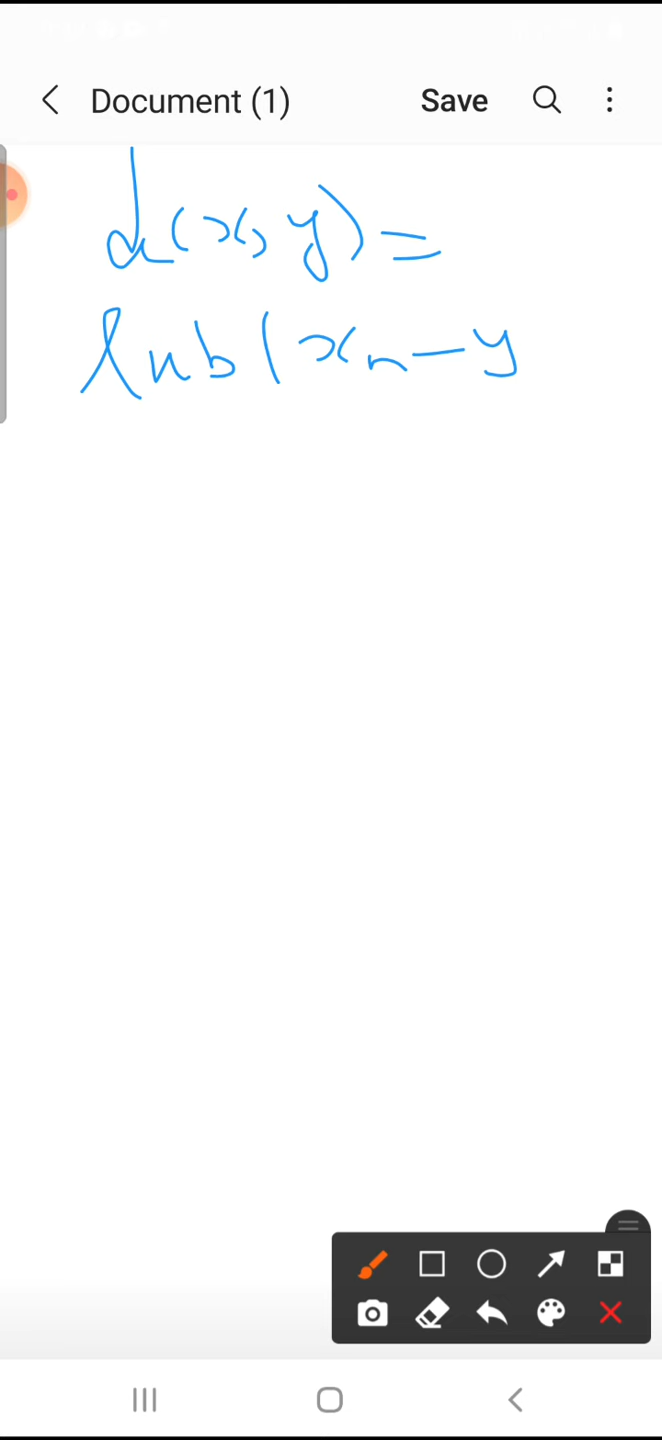 Document (1) Save
d(x, y) =
lub |xn - y